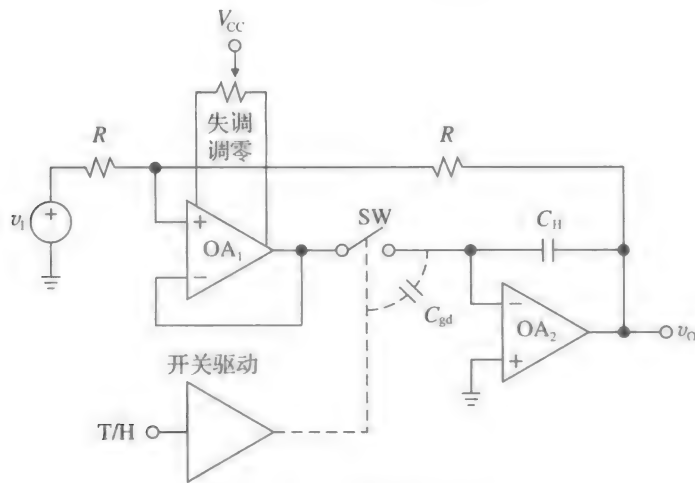 V_CC
失调
调零
R
R
v_I
+
+
OA_1
−
SW
C_H
C_gd
−
OA_2
+
v_O
开关驱动
T/H